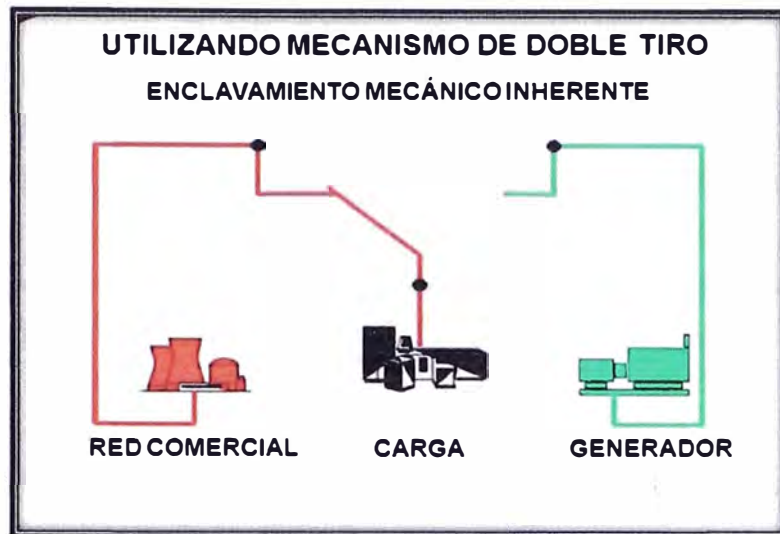 UTILIZANDO MECANISMO DE DOBLE TIRO
ENCLAVAMIENTO MECÁNICO INHERENTE
RED COMERCIAL CARGA GENERADOR